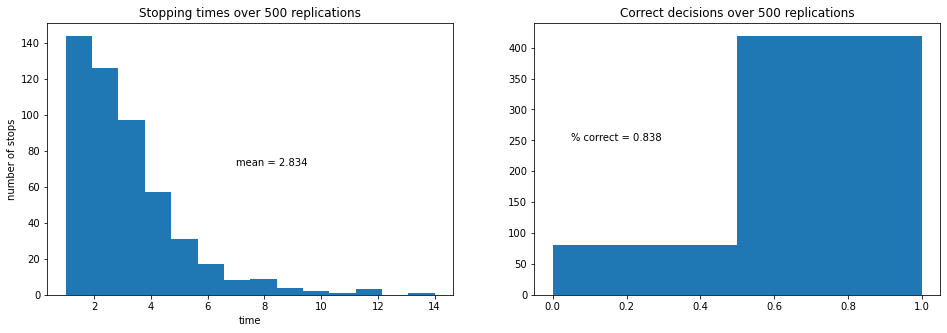 Stopping times over 500 replications
140
120
100
80
60
40
20
0
number of stops
mean = 2.834
2 4 6 8 10 12 14
time
Correct decisions over 500 replications
400
350
300
250
200
150
100
50
0
% correct = 0.838
0.0 0.2 0.4 0.6 0.8 1.0